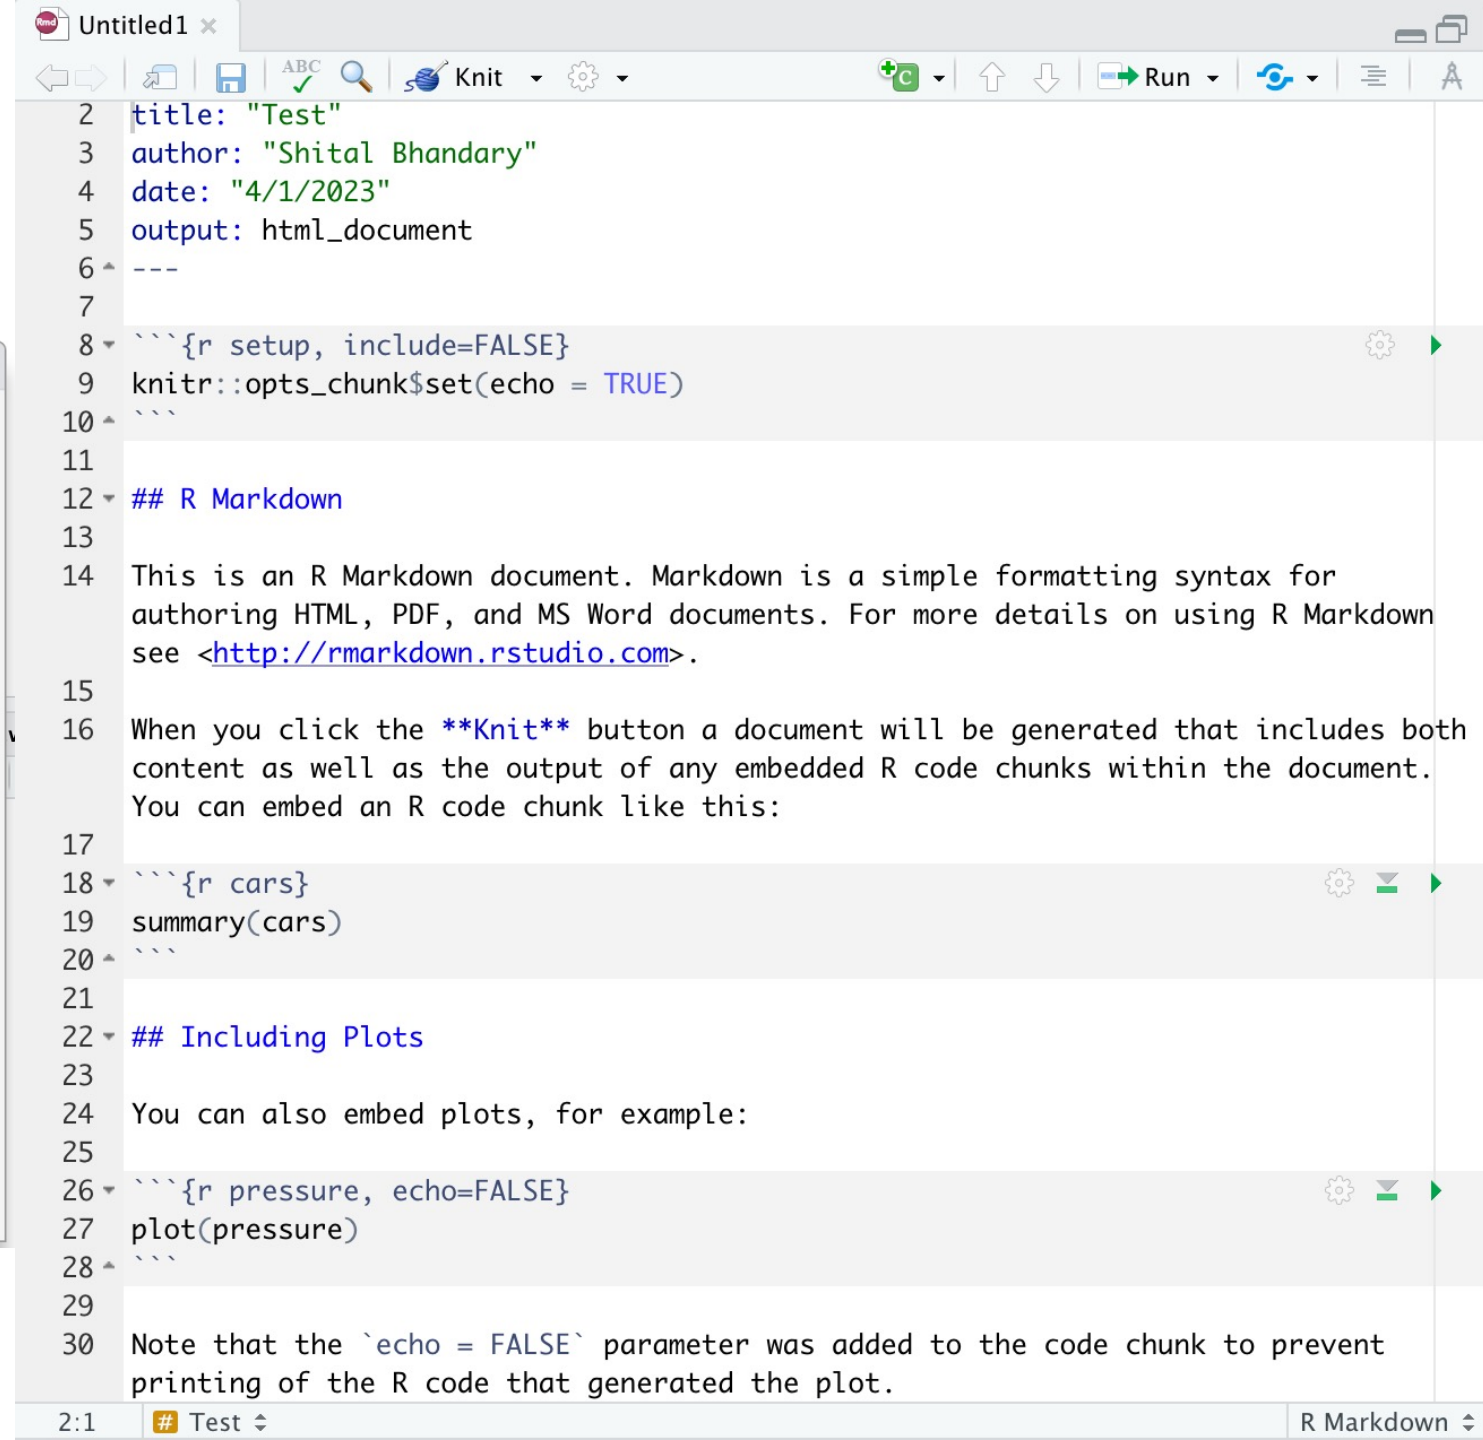 Untitled1
ABC Knit C Run
2 title: "Test"
3 author: "Shital Bhandary"
4 date: "4/1/2023"
5 output: html_document
6 ---
7
8 ```{r setup, include=FALSE}
9 knitr::opts_chunk$set(echo = TRUE)
10 ```
11
12 ## R Markdown
13
14 This is an R Markdown document. Markdown is a simple formatting syntax for
authoring HTML, PDF, and MS Word documents. For more details on using R Markdown
see <http://rmarkdown.rstudio.com>.
15
16 When you click the **Knit** button a document will be generated that includes both
content as well as the output of any embedded R code chunks within the document.
You can embed an R code chunk like this:
17
18 ```{r cars}
19 summary(cars)
20 ```
21
22 ## Including Plots
23
24 You can also embed plots, for example:
25
26 ```{r pressure, echo=FALSE}
27 plot(pressure)
28 ```
29
30 Note that the `echo = FALSE` parameter was added to the code chunk to prevent
printing of the R code that generated the plot.
2:1 # Test R Markdown